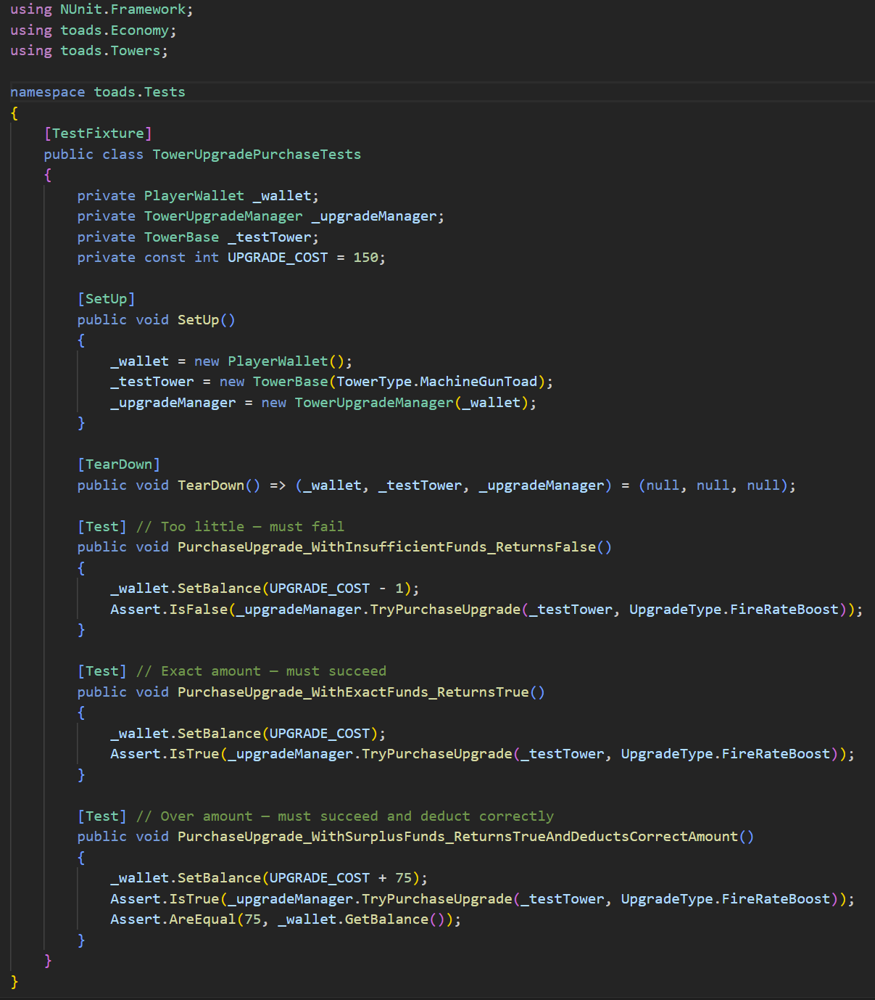 using NUnit.Framework;
using toads.Economy;
using toads.Towers;

namespace toads.Tests
{
    [TestFixture]
    public class TowerUpgradePurchaseTests
    {
        private PlayerWallet _wallet;
        private TowerUpgradeManager _upgradeManager;
        private TowerBase _testTower;
        private const int UPGRADE_COST = 150;

        [SetUp]
        public void SetUp()
        {
            _wallet = new PlayerWallet();
            _testTower = new TowerBase(TowerType.MachineGunToad);
            _upgradeManager = new TowerUpgradeManager(_wallet);
        }

        [TearDown]
        public void TearDown() => (_wallet, _testTower, _upgradeManager) = (null, null, null);

        [Test] // Too little — must fail
        public void PurchaseUpgrade_WithInsufficientFunds_ReturnsFalse()
        {
            _wallet.SetBalance(UPGRADE_COST - 1);
            Assert.IsFalse(_upgradeManager.TryPurchaseUpgrade(_testTower, UpgradeType.FireRateBoost));
        }

        [Test] // Exact amount — must succeed
        public void PurchaseUpgrade_WithExactFunds_ReturnsTrue()
        {
            _wallet.SetBalance(UPGRADE_COST);
            Assert.IsTrue(_upgradeManager.TryPurchaseUpgrade(_testTower, UpgradeType.FireRateBoost));
        }

        [Test] // Over amount — must succeed and deduct correctly
        public void PurchaseUpgrade_WithSurplusFunds_ReturnsTrueAndDeductsCorrectAmount()
        {
            _wallet.SetBalance(UPGRADE_COST + 75);
            Assert.IsTrue(_upgradeManager.TryPurchaseUpgrade(_testTower, UpgradeType.FireRateBoost));
            Assert.AreEqual(75, _wallet.GetBalance());
        }
    }
}